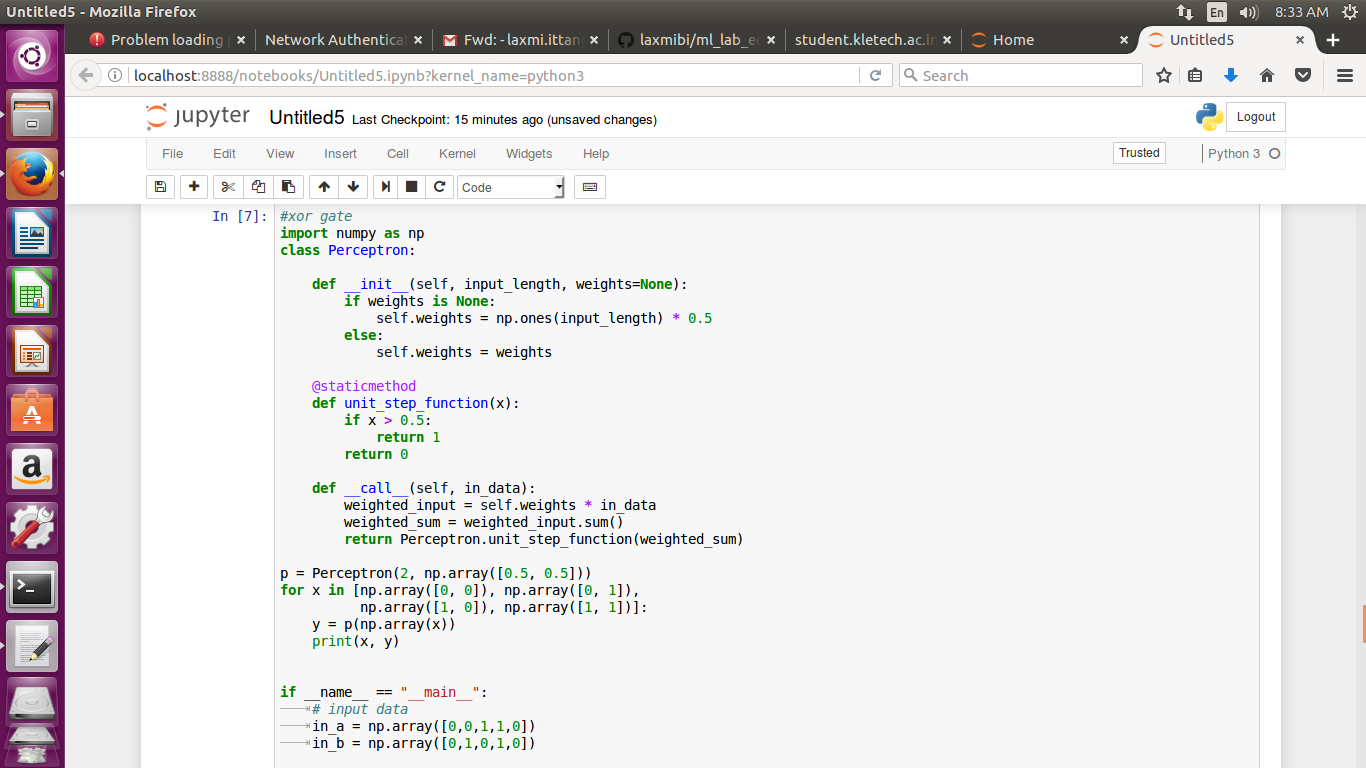 Untitled5 - Mozilla Firefox
En
8:33 AM
Problem loading
Network Authentica
Fwd: - laxmi.ittan
laxmibi/ml_lab_e
student.kletech.ac.i
Home
Untitled5
localhost:8888/notebooks/Untitled5.ipynb?kernel_name=python3
Search
jupyter
Untitled5
Last Checkpoint: 15 minutes ago (unsaved changes)
Logout
File
Edit
View
Insert
Cell
Kernel
Widgets
Help
Trusted
Python 3
Code
In [7]:
#xor gate
import numpy as np
class Perceptron:
    def __init__(self, input_length, weights=None):
        if weights is None:
            self.weights = np.ones(input_length) * 0.5
        else:
            self.weights = weights
    @staticmethod
    def unit_step_function(x):
        if x > 0.5:
            return 1
        return 0
    def __call__(self, in_data):
        weighted_input = self.weights * in_data
        weighted_sum = weighted_input.sum()
        return Perceptron.unit_step_function(weighted_sum)
p = Perceptron(2, np.array([0.5, 0.5]))
for x in [np.array([0, 0]), np.array([0, 1]),
          np.array([1, 0]), np.array([1, 1])]:
    y = p(np.array(x))
    print(x, y)
if __name__ == "__main__":
    # input data
    in_a = np.array([0,0,1,1,0])
    in_b = np.array([0,1,0,1,0])